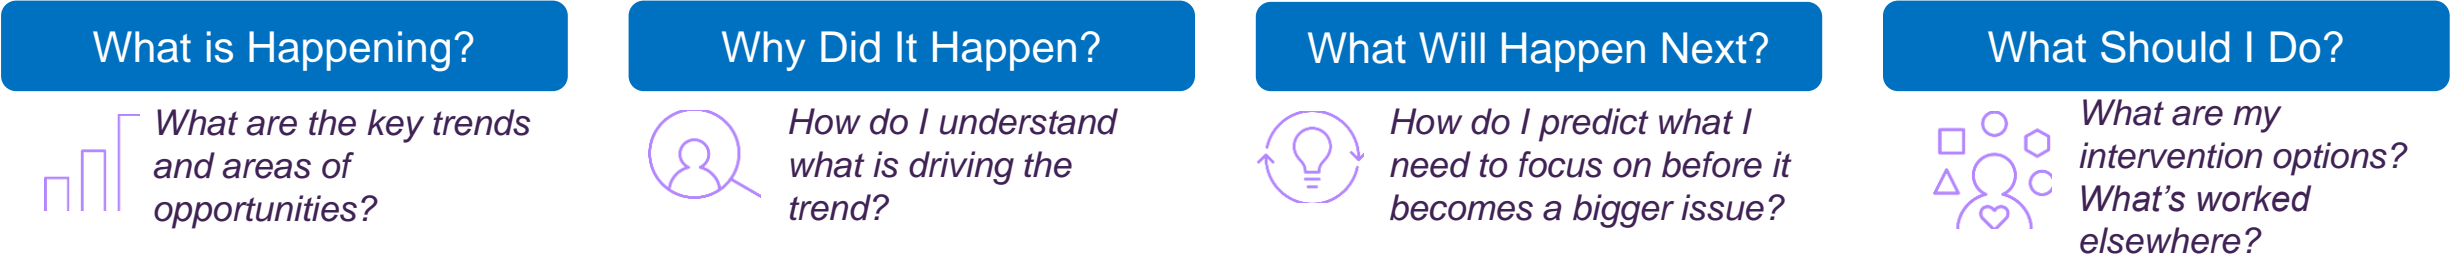 What is Happening?
What are the key trends
and areas of
opportunities?
Why Did It Happen?
How do I understand
what is driving the
trend?
What Will Happen Next?
How do I predict what I
need to focus on before it
becomes a bigger issue?
What Should I Do?
What are my
intervention options?
What’s worked
elsewhere?